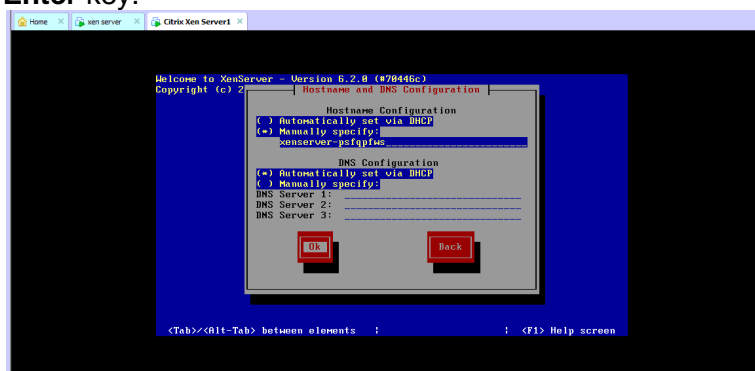 Enter key.
Home × xen server × Citrix Xen Server1 ×
Welcome to XenServer - Version 6.2.0 (#70446c)
Copyright (c) 2
Hostname and DNS Configuration
Hostname Configuration
( ) Automatically set via DHCP
(*) Manually specify:
xenserver-psfqpfws
DNS Configuration
(*) Automatically set via DHCP
( ) Manually specify:
DNS Server 1:
DNS Server 2:
DNS Server 3:
Ok Back
<Tab>/<Alt-Tab> between elements | | <F1> Help screen